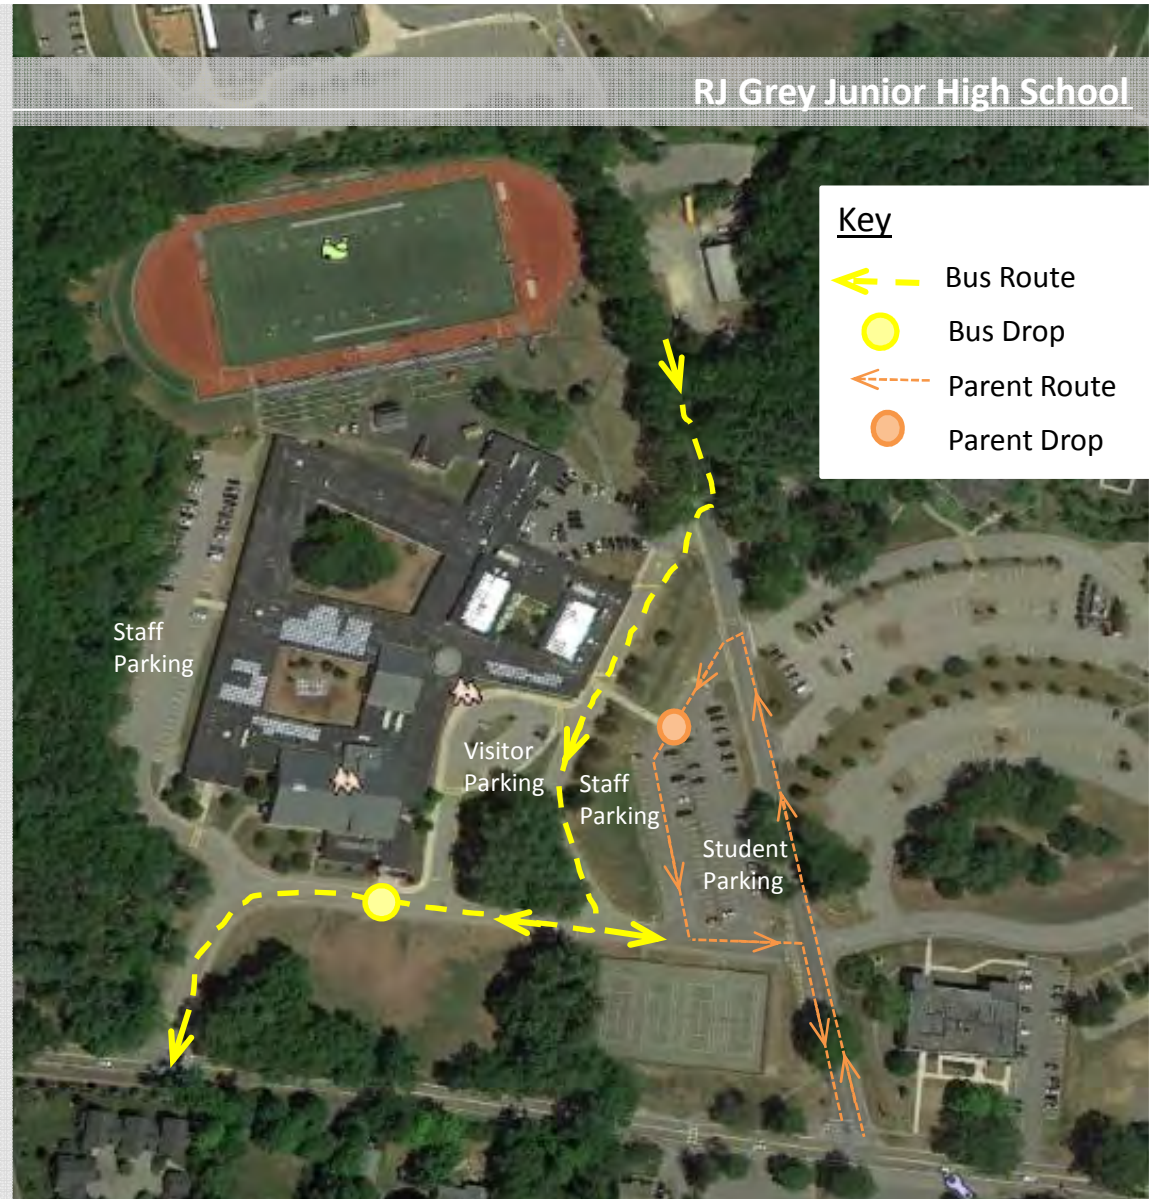 RJ Grey Junior High School
Key
Bus Route
Bus Drop
Parent Route
Parent Drop
Staff
Parking
Visitor
Parking
Staff
Parking
Student
Parking